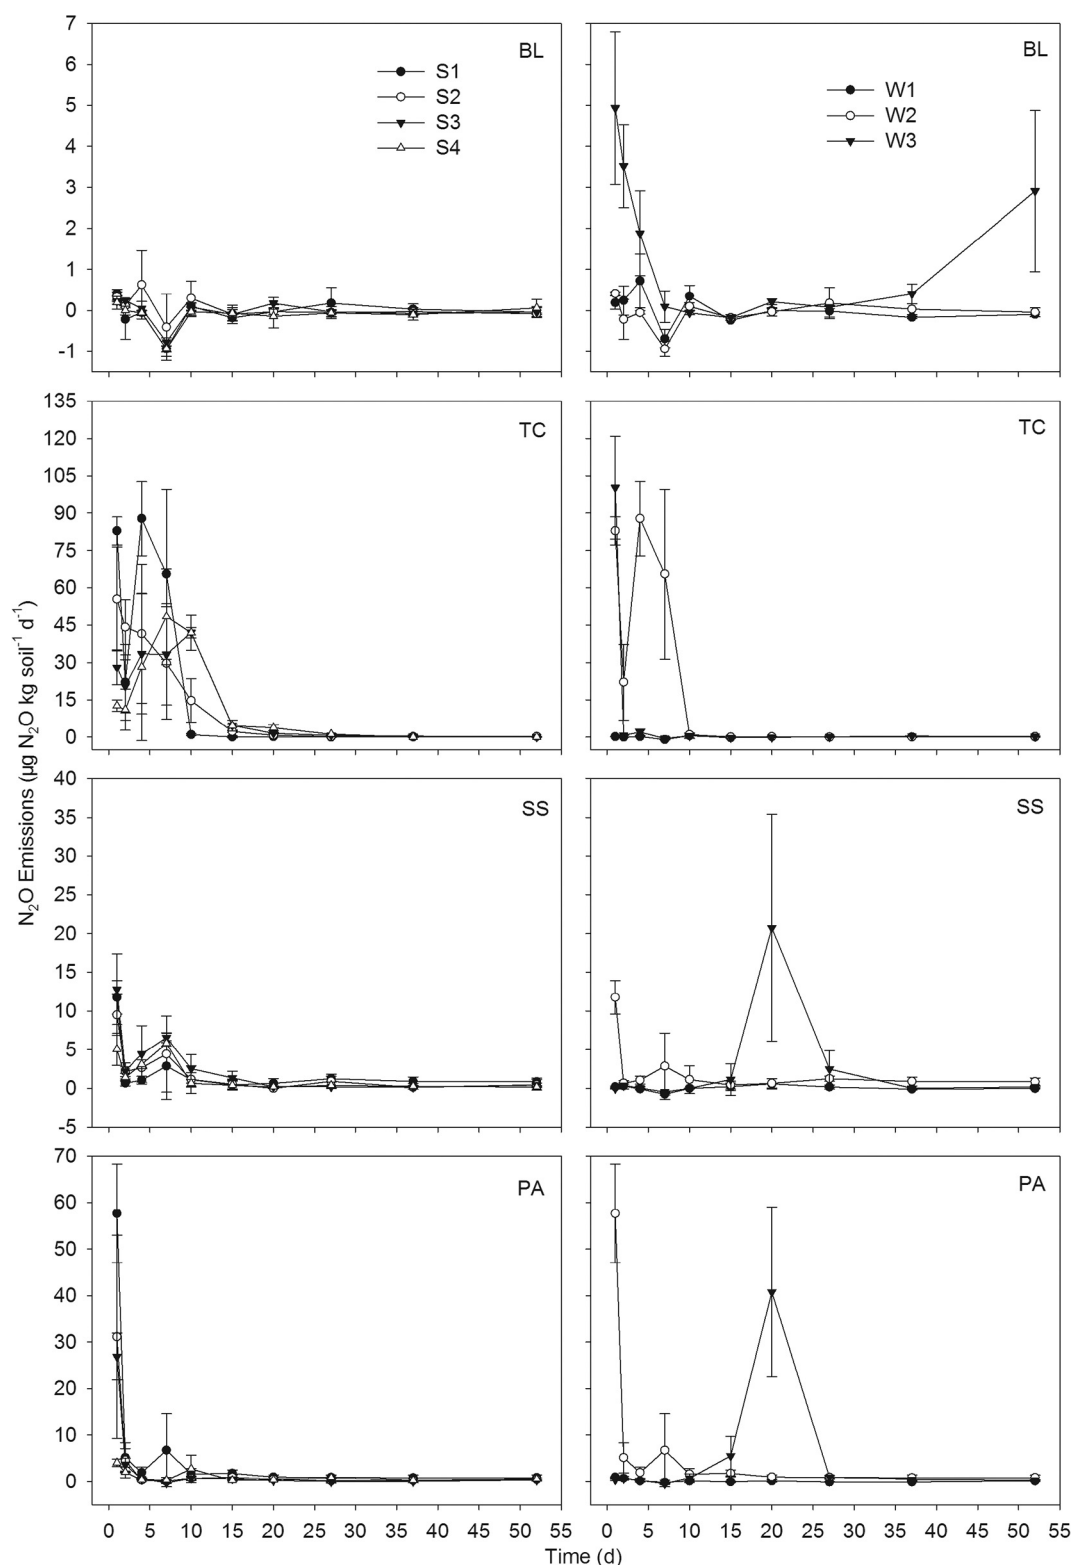 7
6
5
4
3
2
1
0
-1
BL
S1
S2
S3
S4
BL
W1
W2
W3
135
120
105
90
75
60
45
30
15
0
TC
TC
N₂O Emissions (µg N₂O kg soil⁻¹ d⁻¹)
40
35
30
25
20
15
10
5
0
-5
SS
SS
70
60
50
40
30
20
10
0
PA
PA
0 5 10 15 20 25 30 35 40 45 50 55
0 5 10 15 20 25 30 35 40 45 50 55
Time (d)